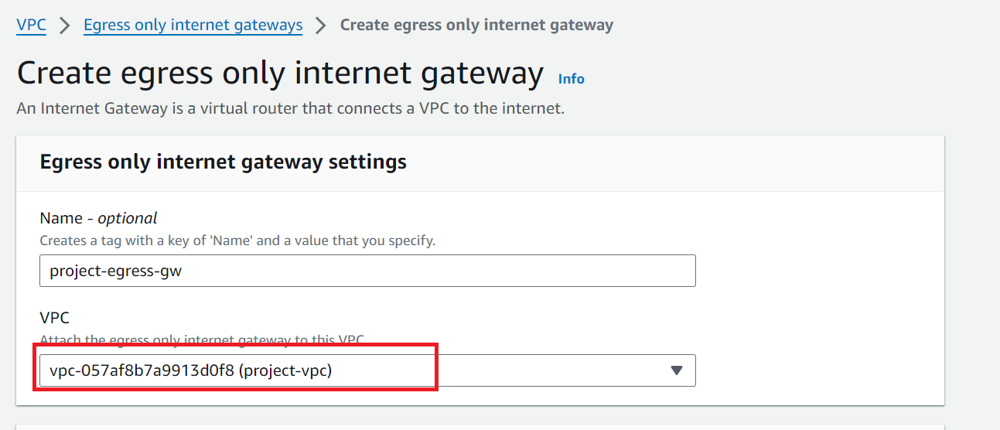 VPC > Egress only internet gateways > Create egress only internet gateway
Create egress only internet gateway Info
An Internet Gateway is a virtual router that connects a VPC to the internet.
Egress only internet gateway settings
Name - optional
Creates a tag with a key of 'Name' and a value that you specify.
project-egress-gw
VPC
Attach the egress only internet gateway to this VPC
vpc-057af8b7a9913d0f8 (project-vpc)